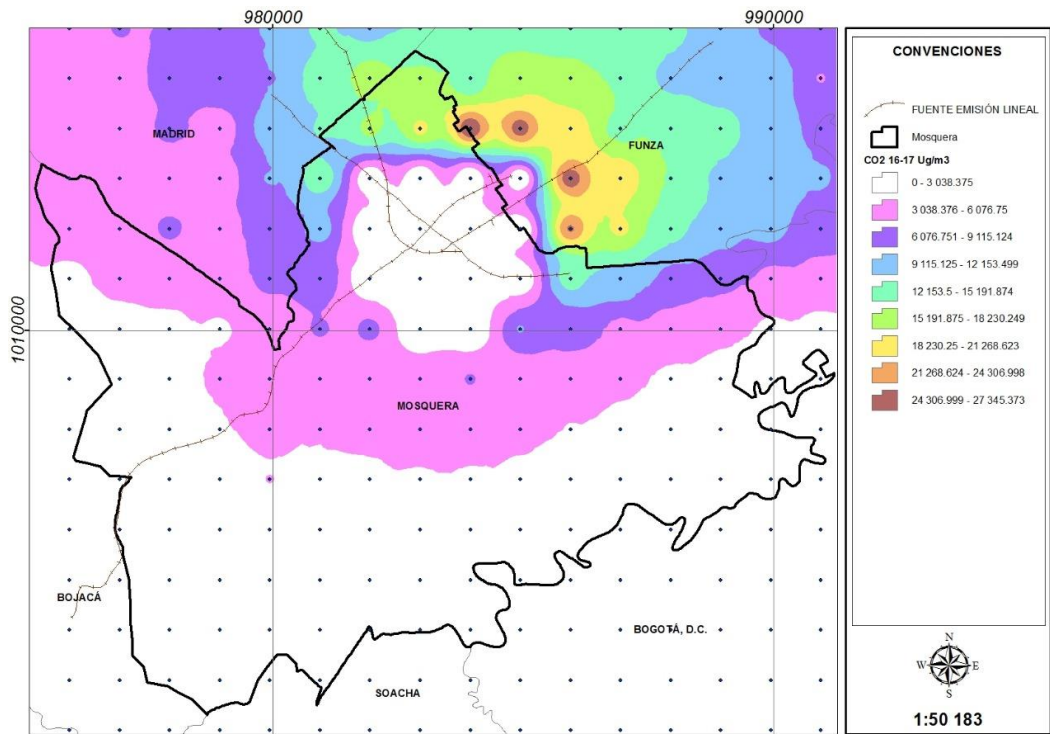 980000
990000
1010000
MADRID
FUNZA
MOSQUERA
BOJACÁ
BOGOTÁ, D.C.
SOACHA
CONVENCIONES
FUENTE EMISIÓN LINEAL
Mosquera
CO2 16-17 Ug/m3
0 - 3 038.375
3 038.376 - 6 076.75
6 076.751 - 9 115.124
9 115.125 - 12 153.499
12 153.5 - 15 191.874
15 191.875 - 18 230.249
18 230.25 - 21 268.623
21 268.624 - 24 306.998
24 306.999 - 27 345.373
N
W E
S
1:50 183